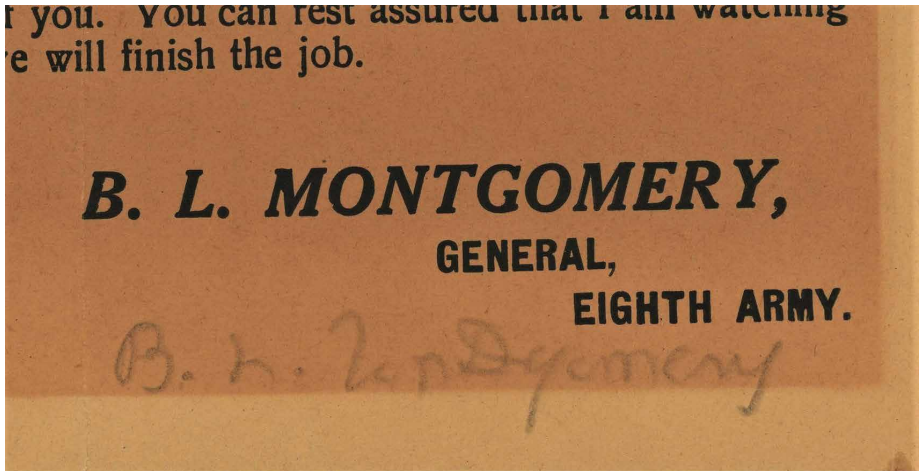 f you. You can rest assured that I am watching
e will finish the job.
B. L. MONTGOMERY,
GENERAL,
EIGHTH ARMY.
B. L. Montgomery